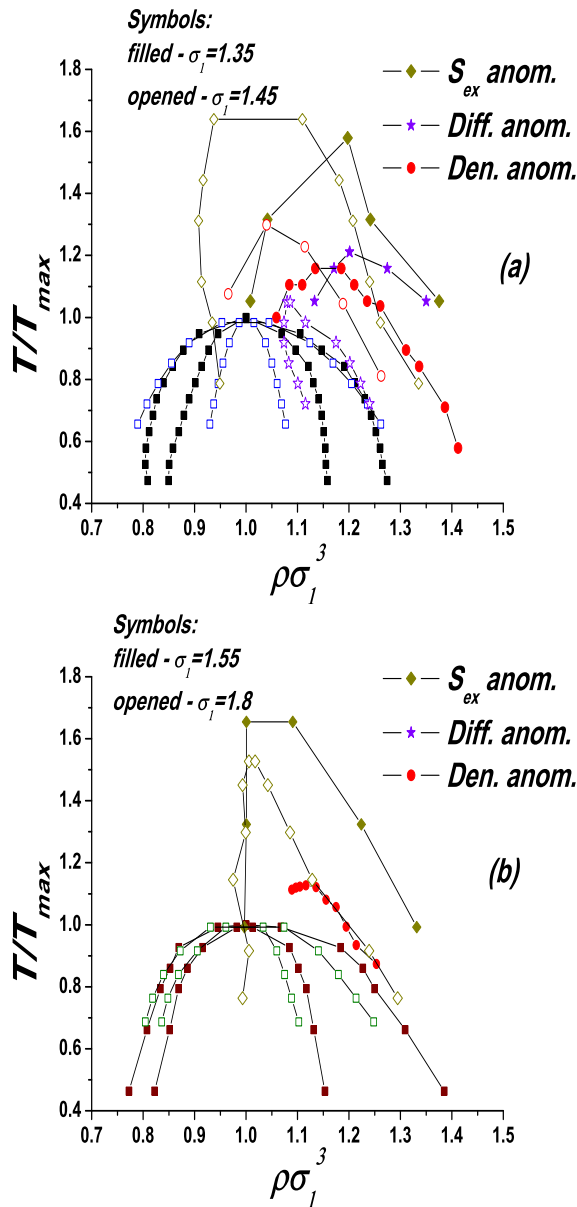 Symbols:
filled - σ₁=1.35
opened - σ₁=1.45
S_ex anom.
Diff. anom.
Den. anom.
(a)
T/T_max
1.8
1.6
1.4
1.2
1.0
0.8
0.6
0.4
0.7 0.8 0.9 1.0 1.1 1.2 1.3 1.4 1.5
ρσ₁³
Symbols:
filled - σ₁=1.55
opened - σ₁=1.8
S_ex anom.
Diff. anom.
Den. anom.
(b)
T/T_max
1.8
1.6
1.4
1.2
1.0
0.8
0.6
0.4
0.7 0.8 0.9 1.0 1.1 1.2 1.3 1.4 1.5
ρσ₁³